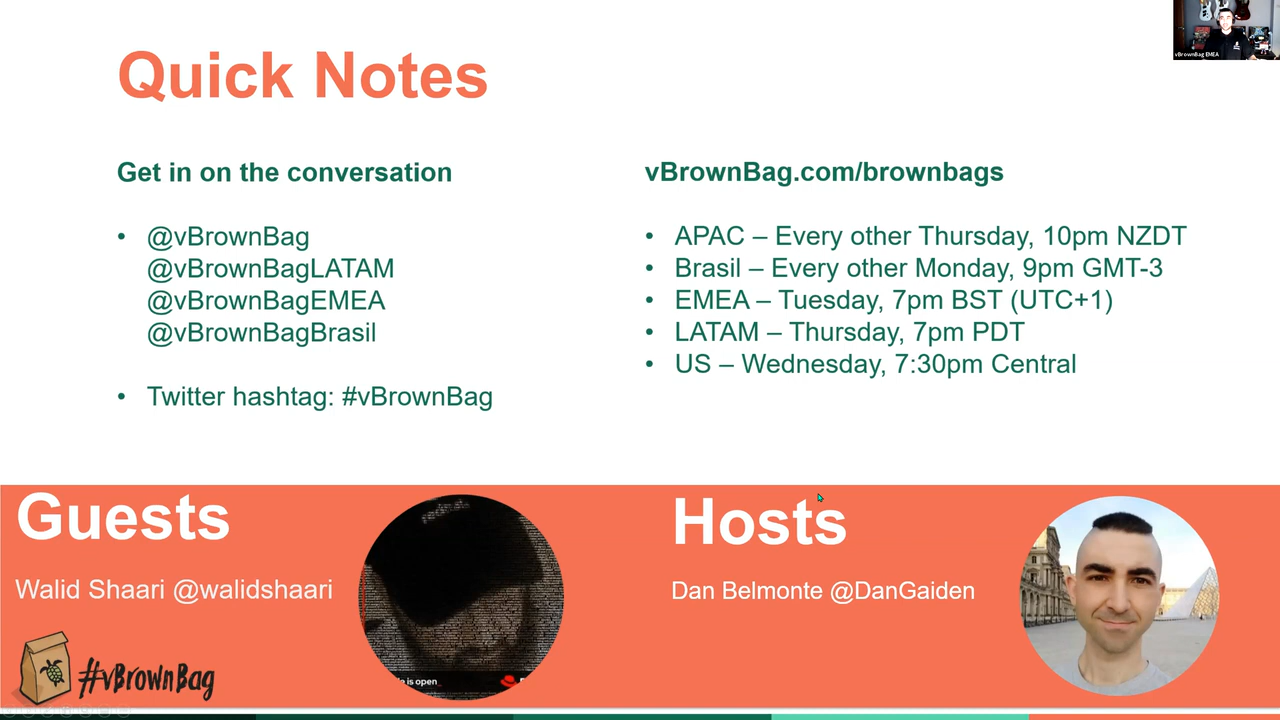 vBrownBag EMEA
Quick Notes
Get in on the conversation
• @vBrownBag
@vBrownBagLATAM
@vBrownBagEMEA
@vBrownBagBrasil
• Twitter hashtag: #vBrownBag
vBrownBag.com/brownbags
• APAC – Every other Thursday, 10pm NZDT
• Brasil – Every other Monday, 9pm GMT-3
• EMEA – Tuesday, 7pm BST (UTC+1)
• LATAM – Thursday, 7pm PDT
• US – Wednesday, 7:30pm Central
Guests
Walid Shaari @walidshaari
is open
#vBrownBag
Hosts
Dan Belmonte @DanGaiden